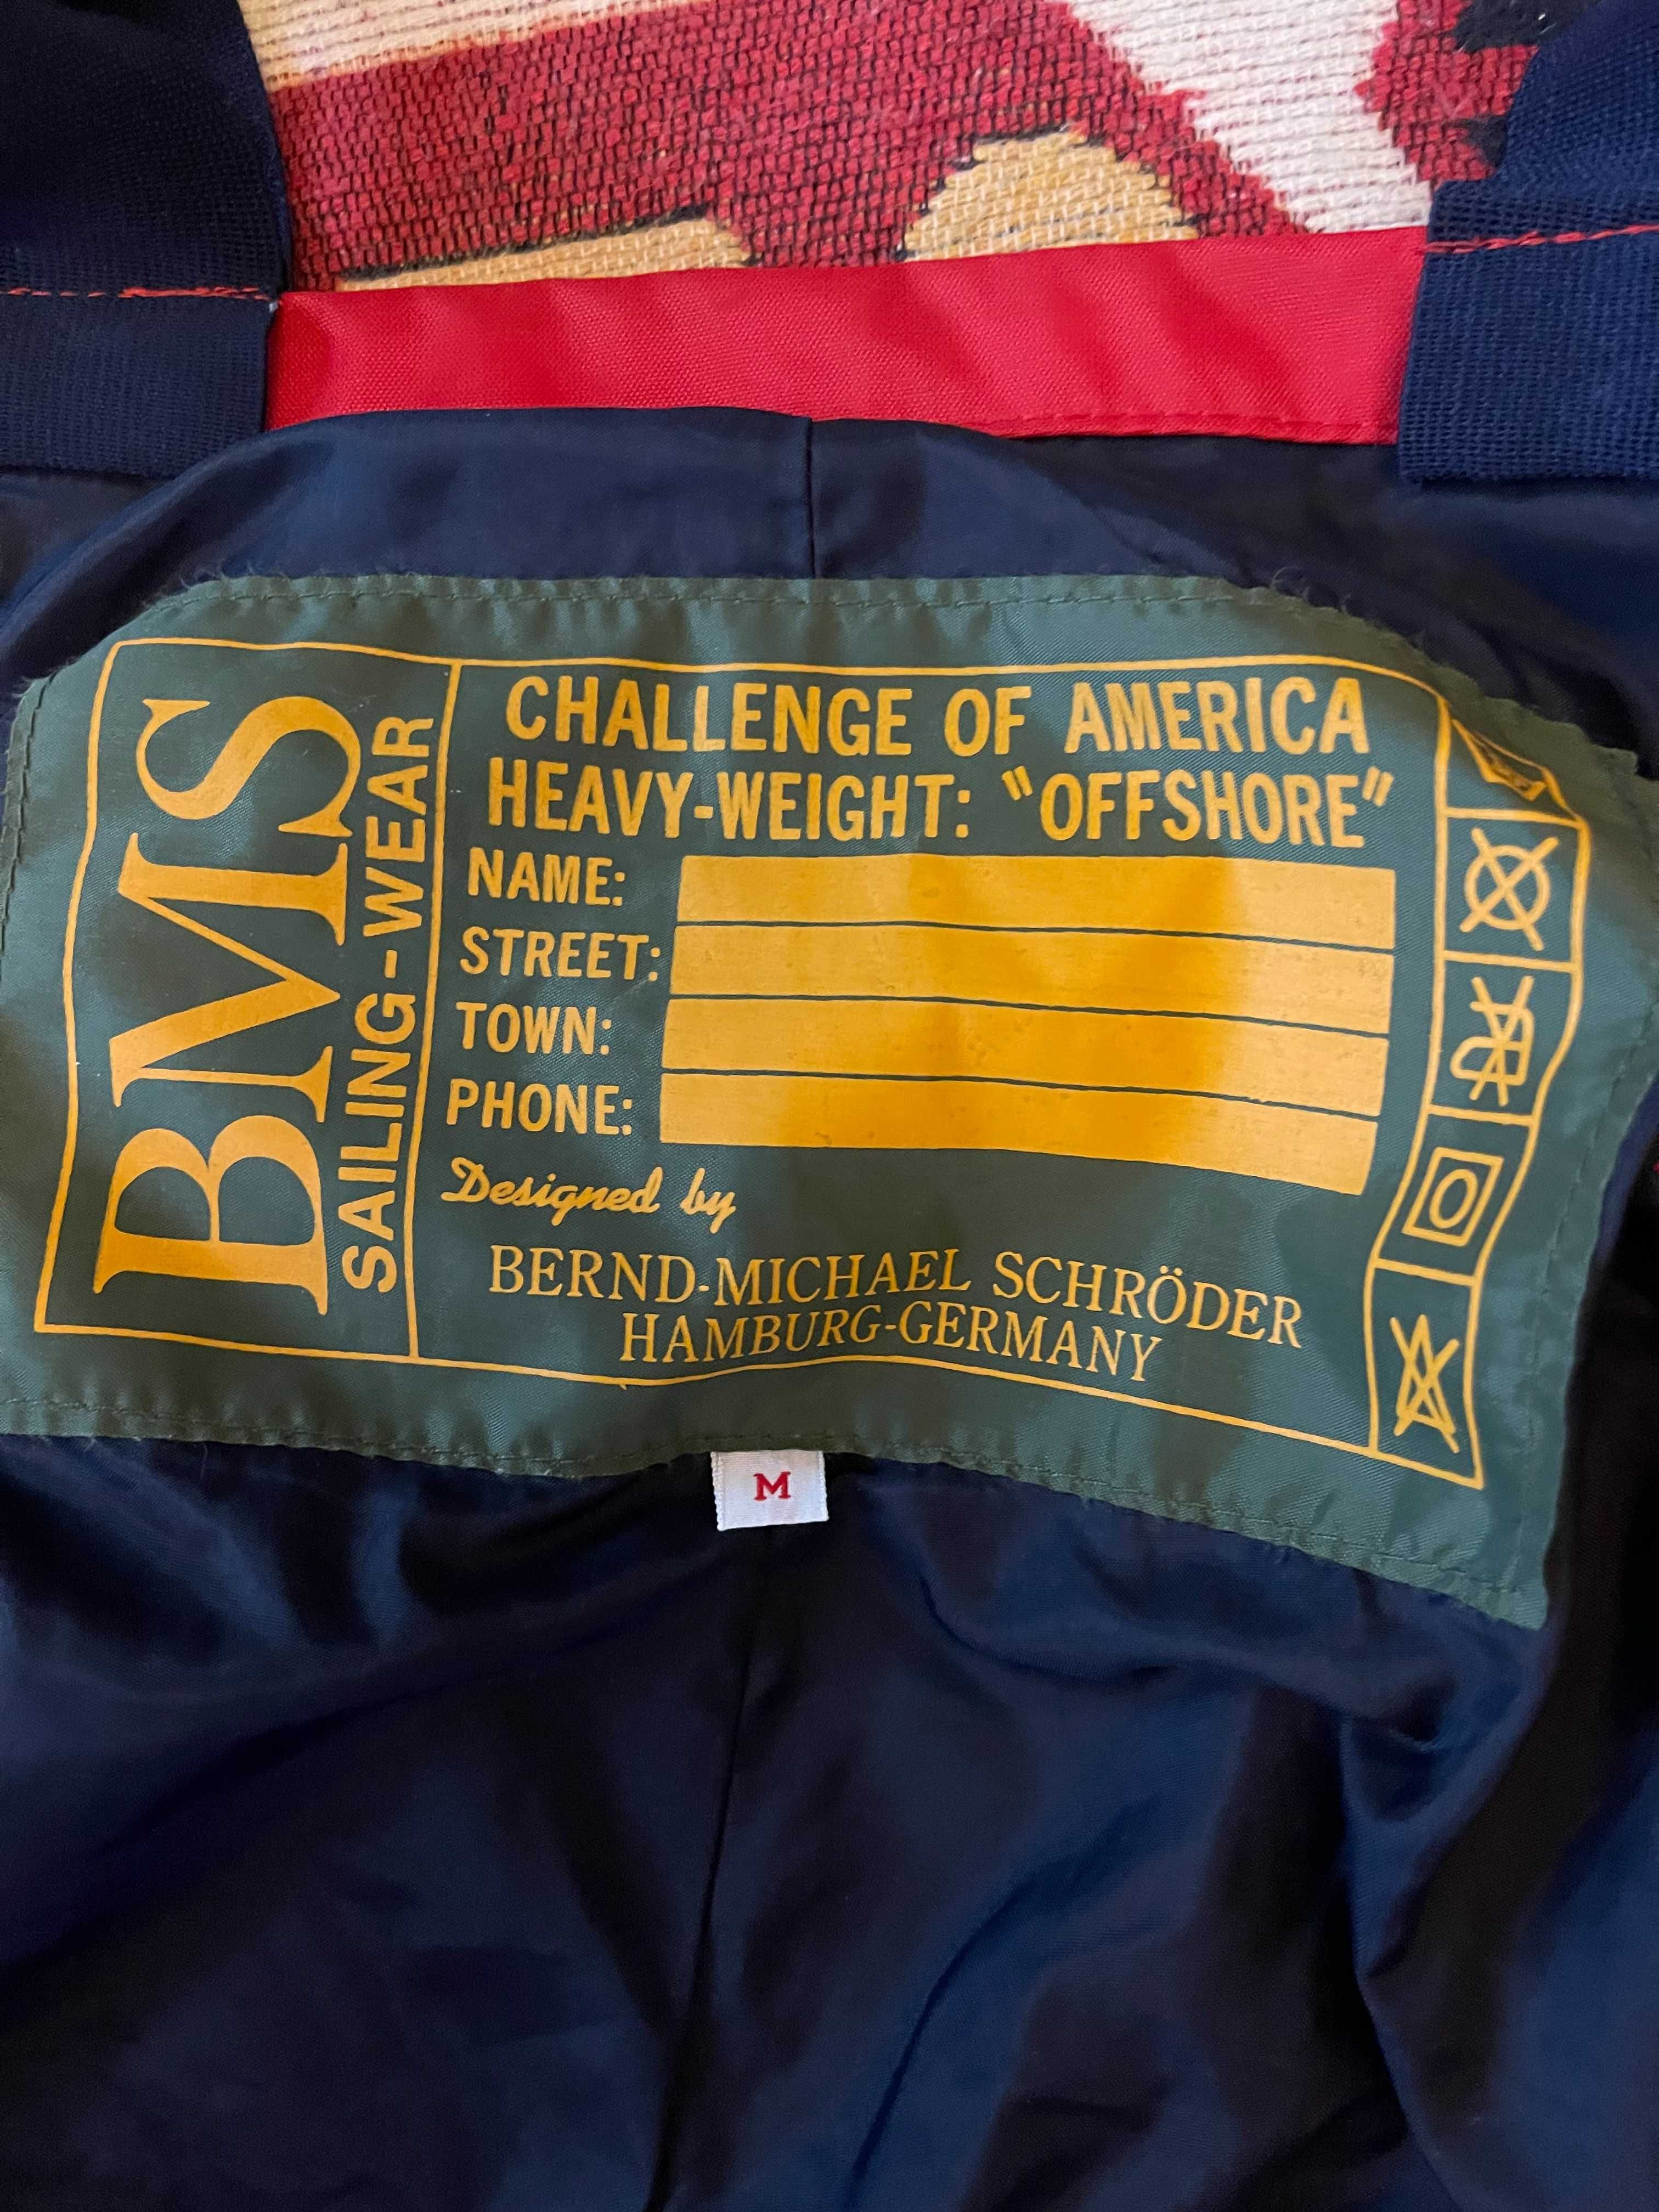 BMS
SAILING-WEAR
CHALLENGE OF AMERICA
HEAVY-WEIGHT: "OFFSHORE"
NAME:
STREET:
TOWN:
PHONE:
Designed by
BERND-MICHAEL SCHRÖDER
HAMBURG-GERMANY
M